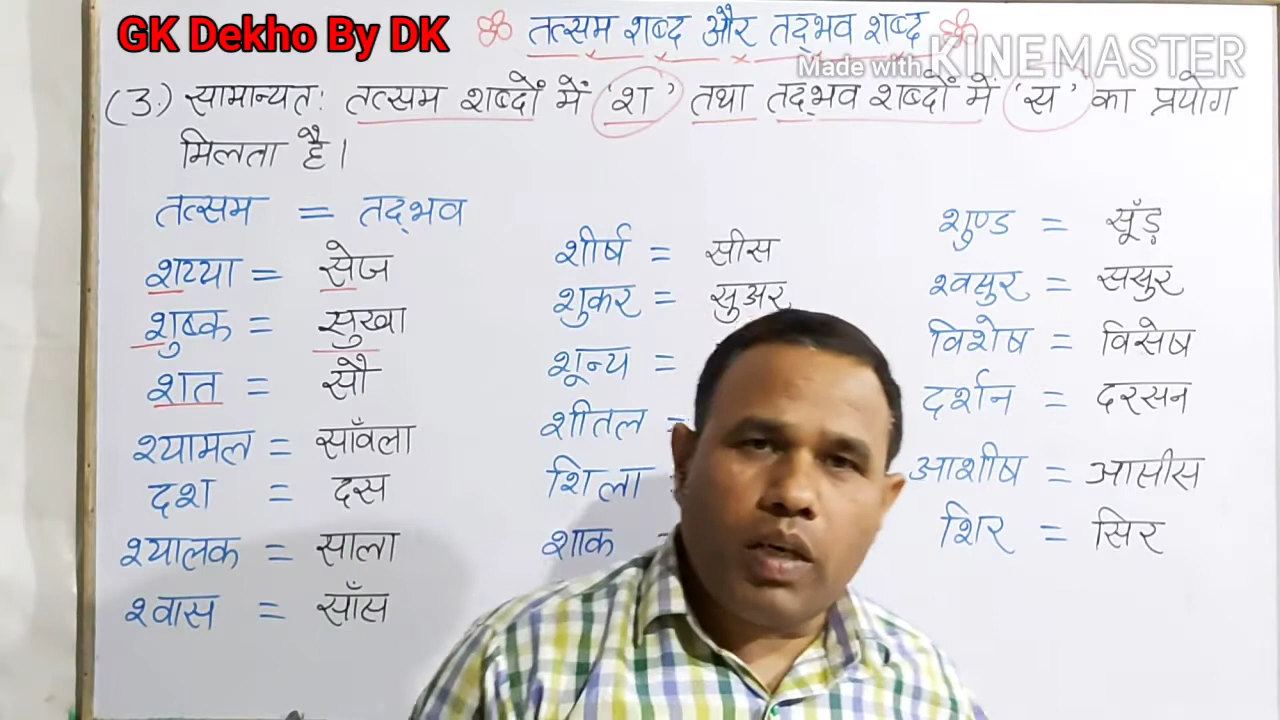 GK Dekho By DK
तत्सम शब्द और तद्भव शब्द
Made with KINEMASTER
(3.) सामान्यतः तत्सम शब्दों में 'श' तथा तद्भव शब्दों में 'स' का प्रयोग
मिलता है।
तत्सम = तद्भव
शय्या = सेज
शुष्क = सुखा
शत = सौ
श्यामल = साँवला
दश = दस
श्यालक = साला
श्वास = साँस
शीर्ष = सीस
शुकर = सुअर
शून्य =
शीतल =
शिला
शाक
शुण्ड = सूँड़
श्वसुर = ससुर
विशेष = विसेष
दर्शन = दरसन
आशीष = आसीस
शिर = सिर